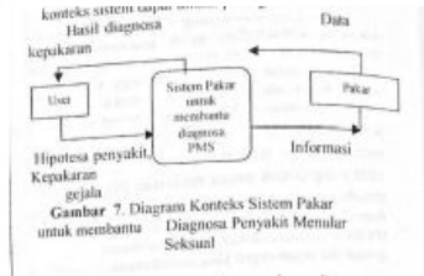 konteks sistem dapat
Hasil diagnosa
kepakaran
Data
User
Sistem Pakar
untuk
membantu
diagnosa
PMS
Pakar
Hipotesa penyakit,
Kepakaran
gejala
Informasi
Gambar 7. Diagram Konteks Sistem Pakar
untuk membantu Diagnosa Penyakit Menular
Seksual